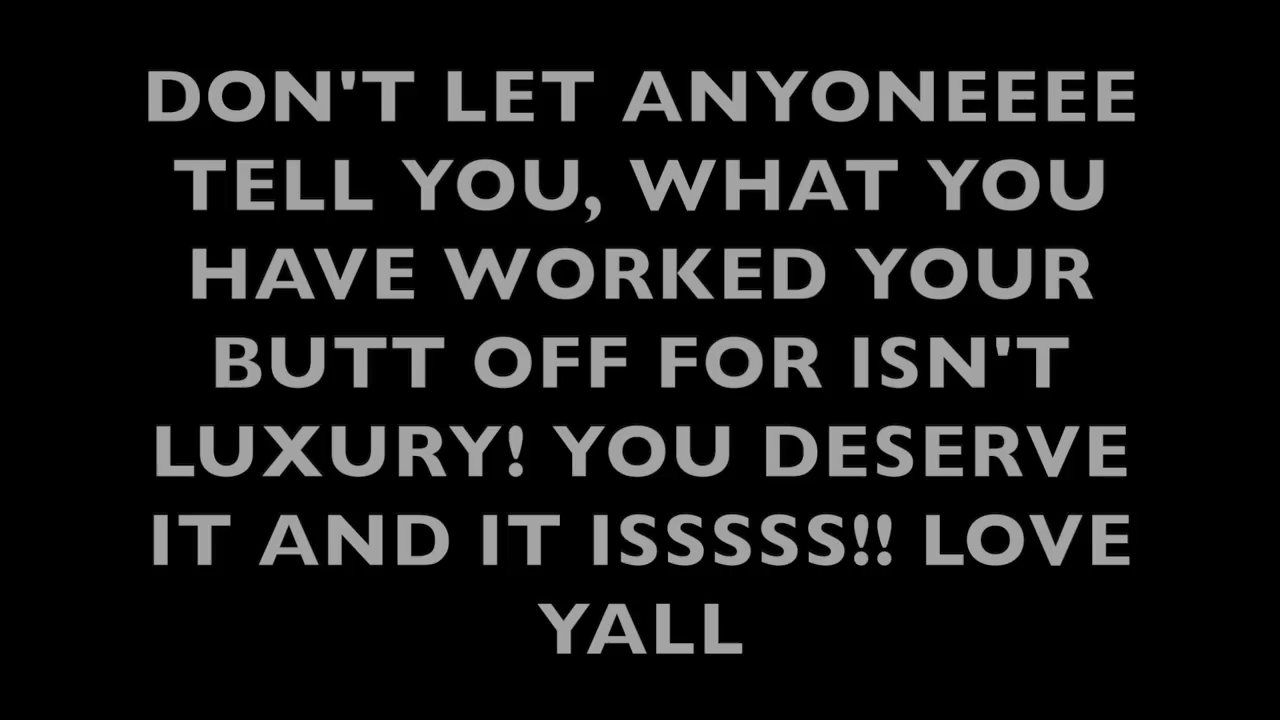 DON'T LET ANYONEEEE
TELL YOU, WHAT YOU
HAVE WORKED YOUR
BUTT OFF FOR ISN'T
LUXURY! YOU DESERVE
IT AND IT ISSSSS!! LOVE
YALL